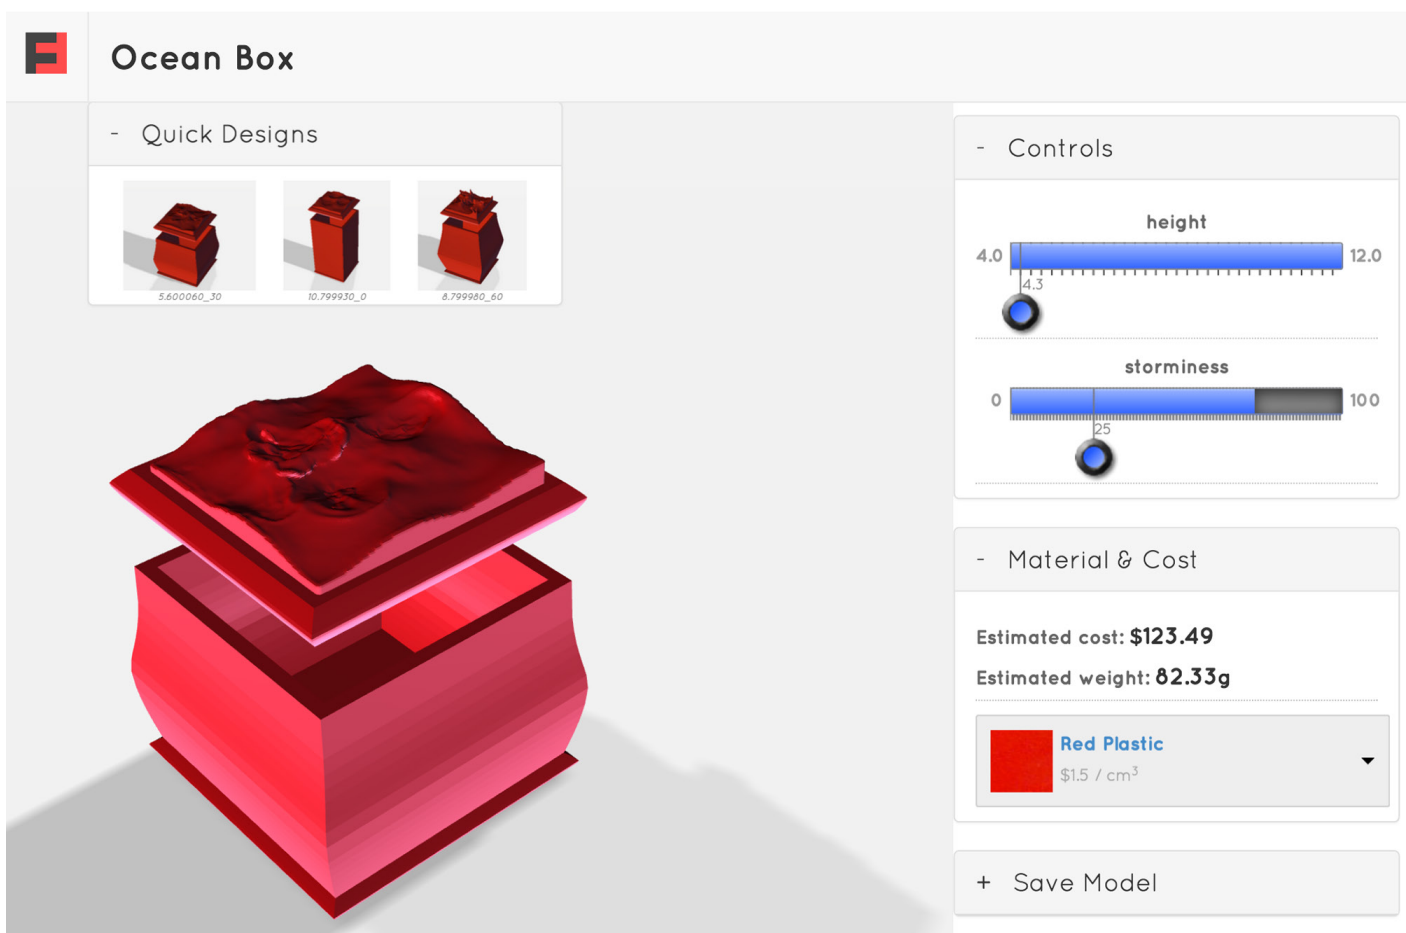 Ocean Box
- Quick Designs
5.600060_30
10.799930_0
8.799980_60
- Controls
height
4.0
12.0
4.3
storminess
0
100
25
- Material & Cost
Estimated cost: $123.49
Estimated weight: 82.33g
Red Plastic
$1.5 / cm³
+ Save Model